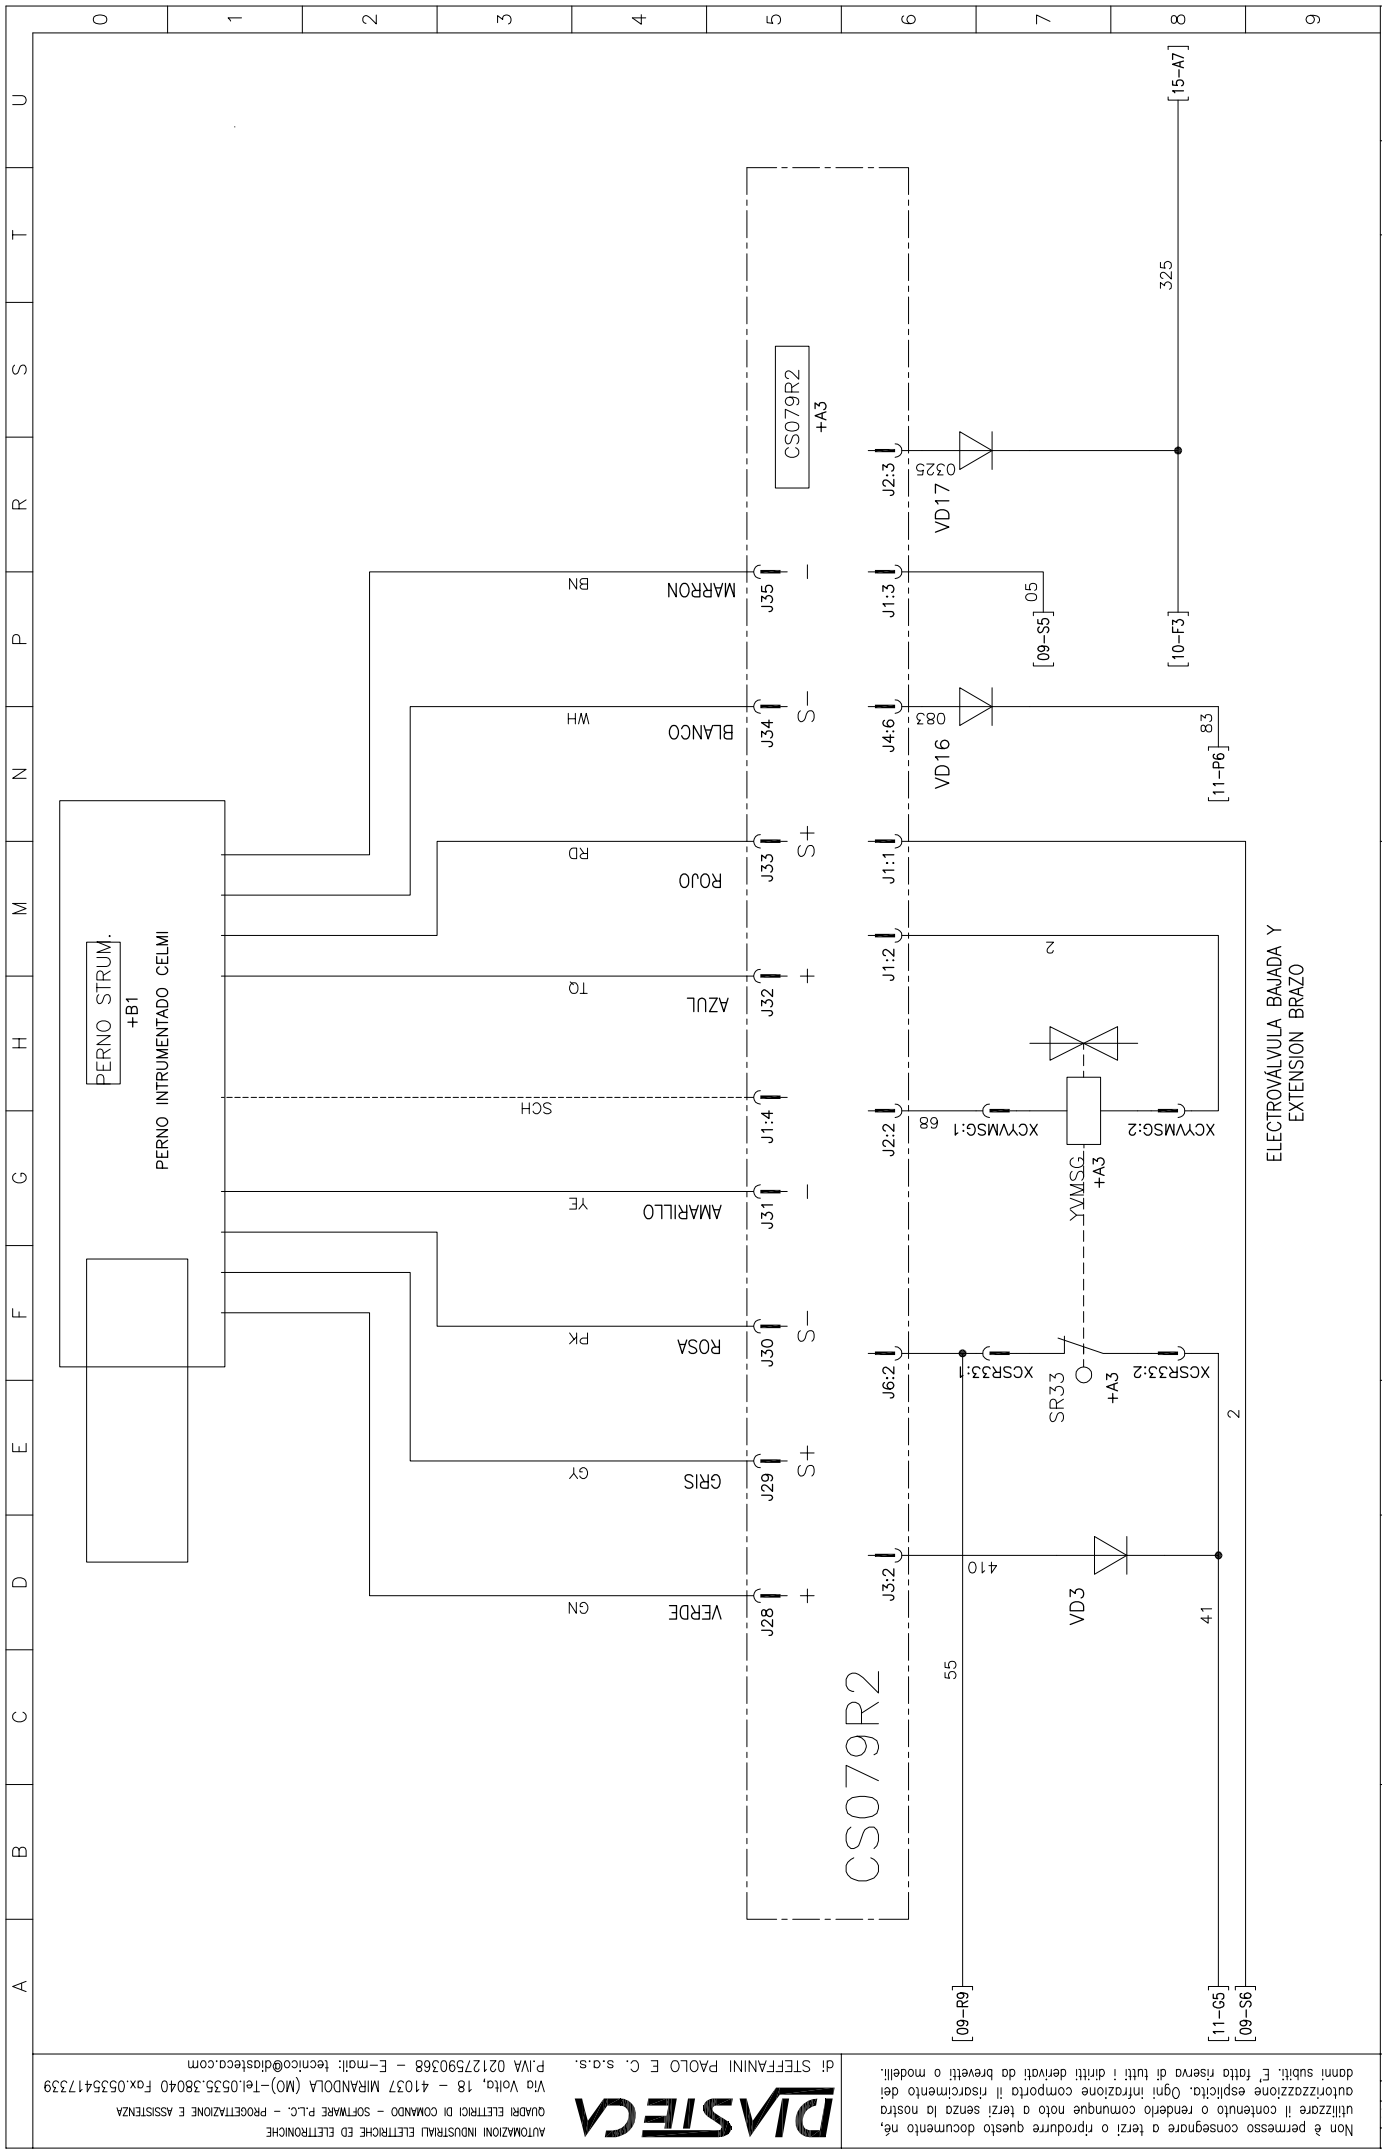 A
B
C
D
E
F
G
H
M
N
P
R
S
T
U
0
1
2
3
4
5
6
7
8
9
PERNO STRUM.
+B1
PERNO INTRUMENTADO CELMI
GN
GY
PK
YE
SCH
TQ
RD
WH
BN
VERDE
GRIS
ROSA
AMARILLO
AZUL
ROJO
BLANCO
MARRON
J28
J29
J30
J31
J1:4
J32
J33
J34
J35
+
S+
S-
-
+
S+
S-
-
CS079R2
+A3
CS079R2
J3:2
J6:2
J2:2
J1:2
J1:1
J4:6
J1:3
J2:3
410
68
2
083
05
0325
55
VD3
XCSR33:1
SR33
+A3
XCSR33:2
XCYVMSG:1
YVMSG
+A3
XCYVMSG:2
VD16
VD17
83
325
41
2
[09-R9]
[11-G5]
[09-S6]
[11-P6]
[09-S5]
[10-F3]
[15-A7]
ELECTROVÁLVULA BAJADA Y
EXTENSION BRAZO
AUTOMAZIONI INDUSTRIALI ELETTRICHE ED ELETTRONICHE
QUADRI ELETTRICI DI COMANDO - SOFTWARE P.L.C. - PROGETTAZIONE E ASSISTENZA
Via Volta, 18 - 41037 MIRANDOLA (MO)-Tel.0535.38040 Fax.053541​7339
P.IVA 02127590368 - E-mail: tecnico@diasteca.com
DIASTECA
di STEFFANINI PAOLO E C. s.a.s.
Non è permesso consegnare a terzi o riprodurre questo documento, né,
utilizzare il contenuto o renderlo comunque noto a terzi senza la nostra
autorizzazione esplicita. Ogni infrazione comporta il risarcimento dei
danni subiti. E' fatta riserva di tutti i diritti derivati da brevetti o modelli.